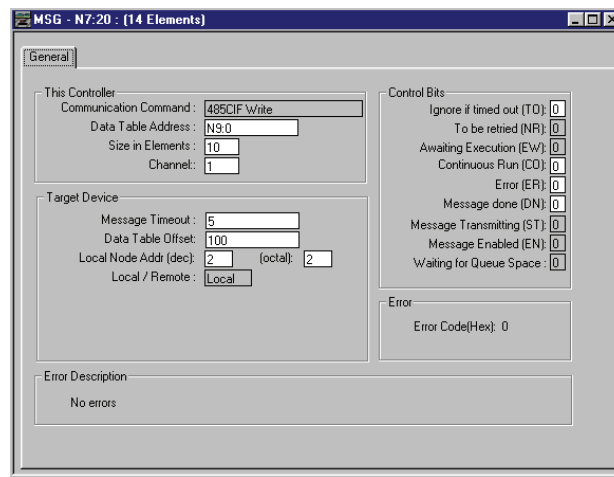 MSG - N7:20 : (14 Elements)
General
This Controller
Communication Command : 485CIF Write
Data Table Address : N9:0
Size in Elements : 10
Channel:: 1
Target Device
Message Timeout : 5
Data Table Offset: 100
Local Node Addr (dec): 2 (octal): 2
Local / Remote : Local
Control Bits
Ignore if timed out (TO): 0
To be retried (NR): 0
Awaiting Execution (EW): 0
Continuous Run (CO): 0
Error (ER): 0
Message done (DN): 0
Message Transmitting (ST): 0
Message Enabled (EN): 0
Waiting for Queue Space : 0
Error
Error Code(Hex): 0
Error Description
No errors